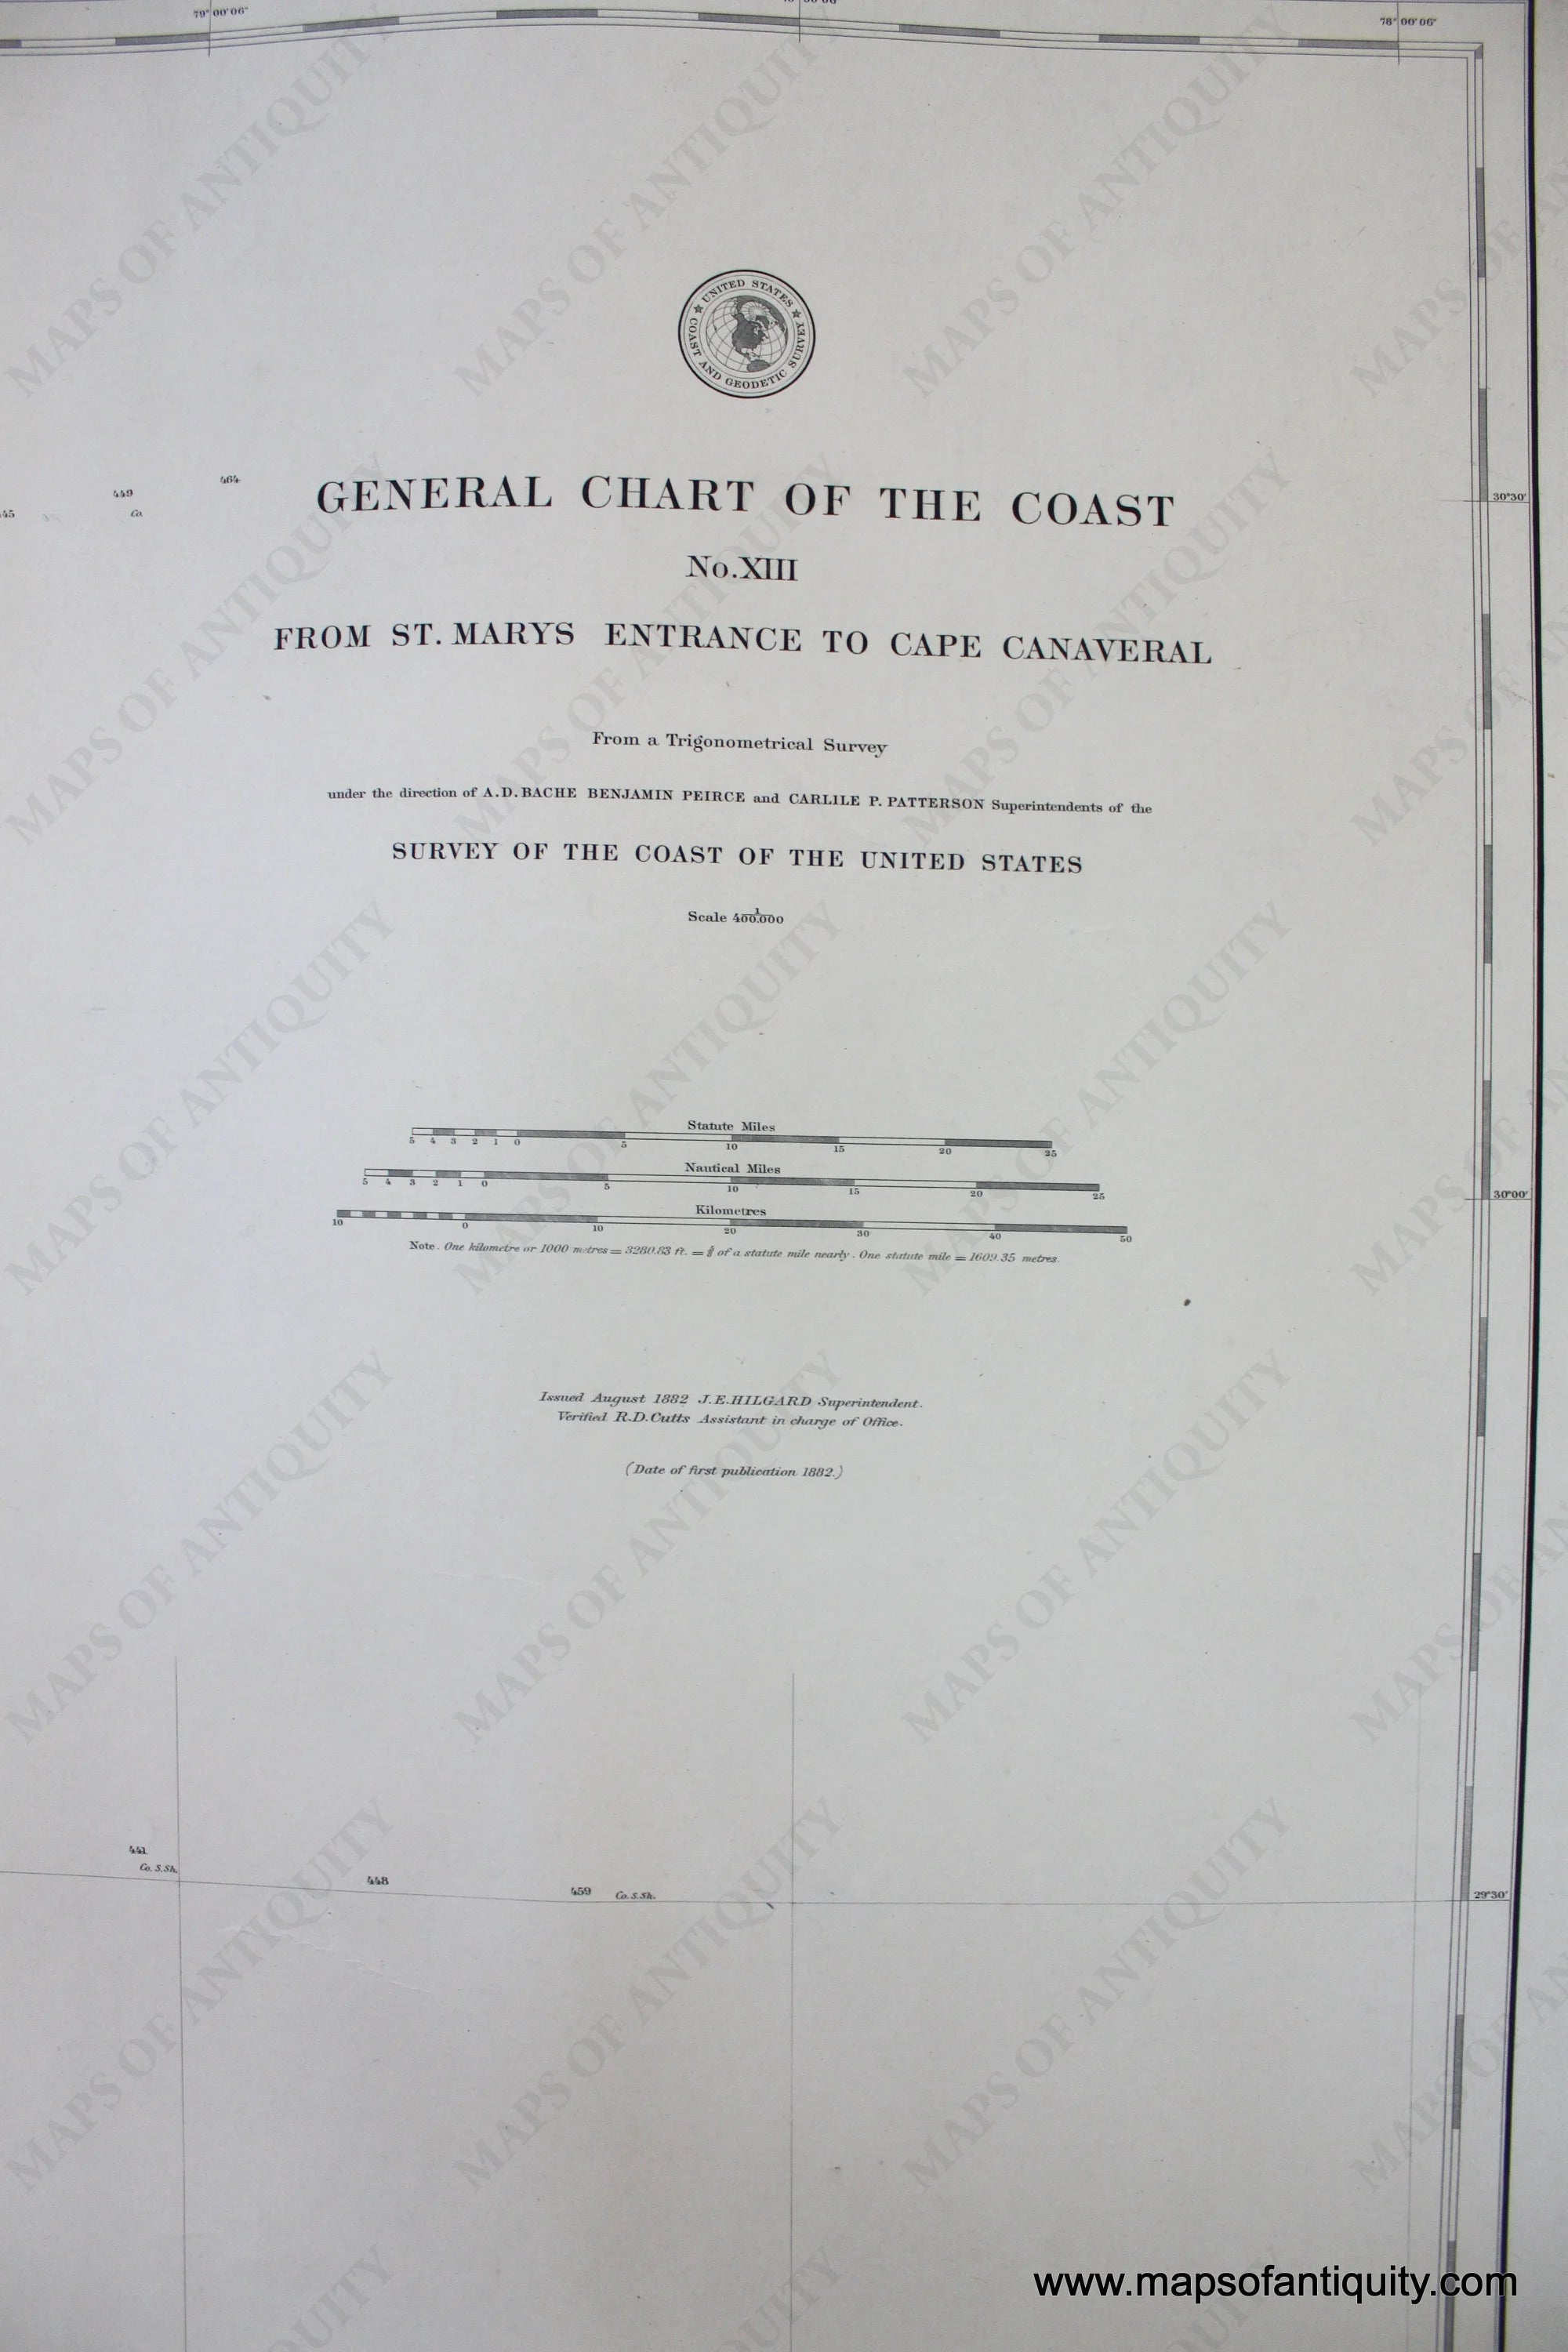 79° 00' 06"
78° 00' 06"
UNITED STATES
COAST AND GEODETIC SURVEY
464
449
Co.
45
GENERAL CHART OF THE COAST
No.XIII
FROM ST. MARYS ENTRANCE TO CAPE CANAVERAL
30°30'
From a Trigonometrical Survey
under the direction of A.D. BACHE BENJAMIN PEIRCE and CARLILE P. PATTERSON Superintendents of the
SURVEY OF THE COAST OF THE UNITED STATES
Scale 1/400.000
Statute Miles
5 4 3 2 1 0 5 10 15 20 25
Nautical Miles
5 4 3 2 1 0 5 10 15 20 25
30°00'
Kilometres
10 0 10 20 30 40 50
Note. One kilometre or 1000 metres = 3280.83 ft. = of a statute mile nearly. One statute mile = 1609.35 metres.
Issued August 1882 J.E. HILGARD Superintendent.
Verified R.D. Cutts Assistant in charge of Office.
(Date of first publication 1882.)
441
Co. S.Sh.
448
459 Co. S.Sh.
29°30'
MAPS OF ANTIQUITY
www.mapsofantiquity.com